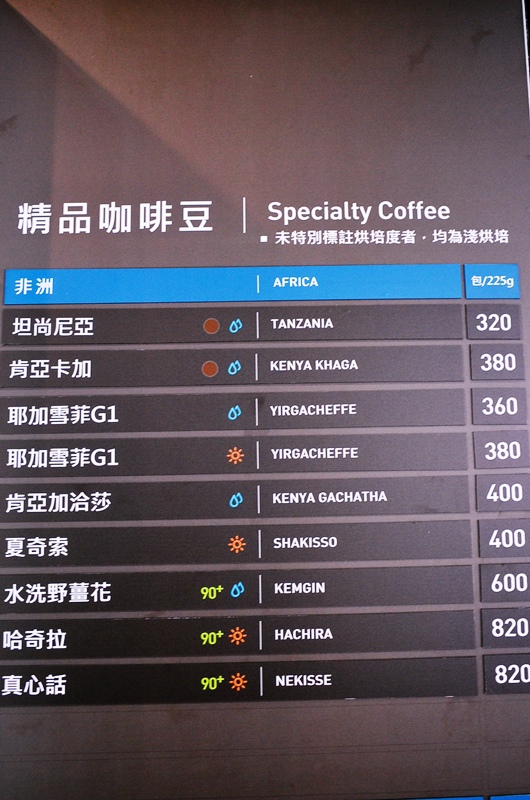 精品咖啡豆 | Specialty Coffee
■ 未特別標註烘培度者,均為淺烘培
非洲 | AFRICA 包/225g
坦尚尼亞 | TANZANIA 320
肯亞卡加 | KENYA KHAGA 380
耶加雪菲G1 | YIRGACHEFFE 360
耶加雪菲G1 | YIRGACHEFFE 380
肯亞加洽莎 | KENYA GACHATHA 400
夏奇索 | SHAKISSO 400
水洗野薑花 90+ | KEMGIN 600
哈奇拉 90+ | HACHIRA 820
真心話 90+ | NEKISSE 820